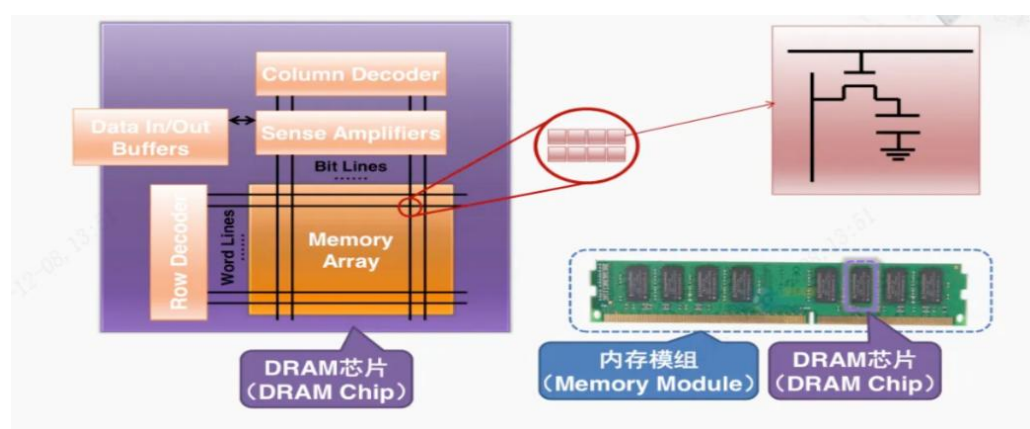 Column Decoder
Data In/Out
Buffers
Sense Amplifiers
Bit Lines
......
Row Decoder
Word Lines
......
Memory
Array
DRAM芯片
（DRAM Chip）
内存模组
（Memory Module）
DRAM芯片
（DRAM Chip）